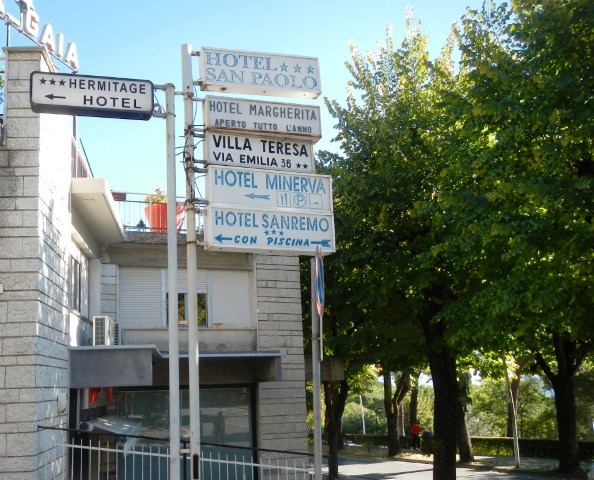 GAIA
★★★ HERMITAGE
← HOTEL
HOTEL ★★★
SAN PAOLO
HOTEL MARGHERITA
APERTO TUTTO L'ANNO
VILLA TERESA
VIA EMILIA 36 ★★
HOTEL MINERVA
P
HOTEL SANREMO
★★★
← CON PISCINA